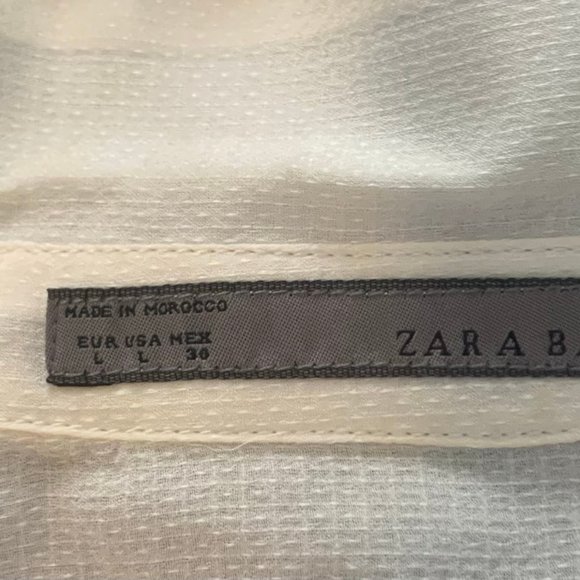 MADE IN MOROCCO
EUR USA MEX
L L 30
ZARA BA